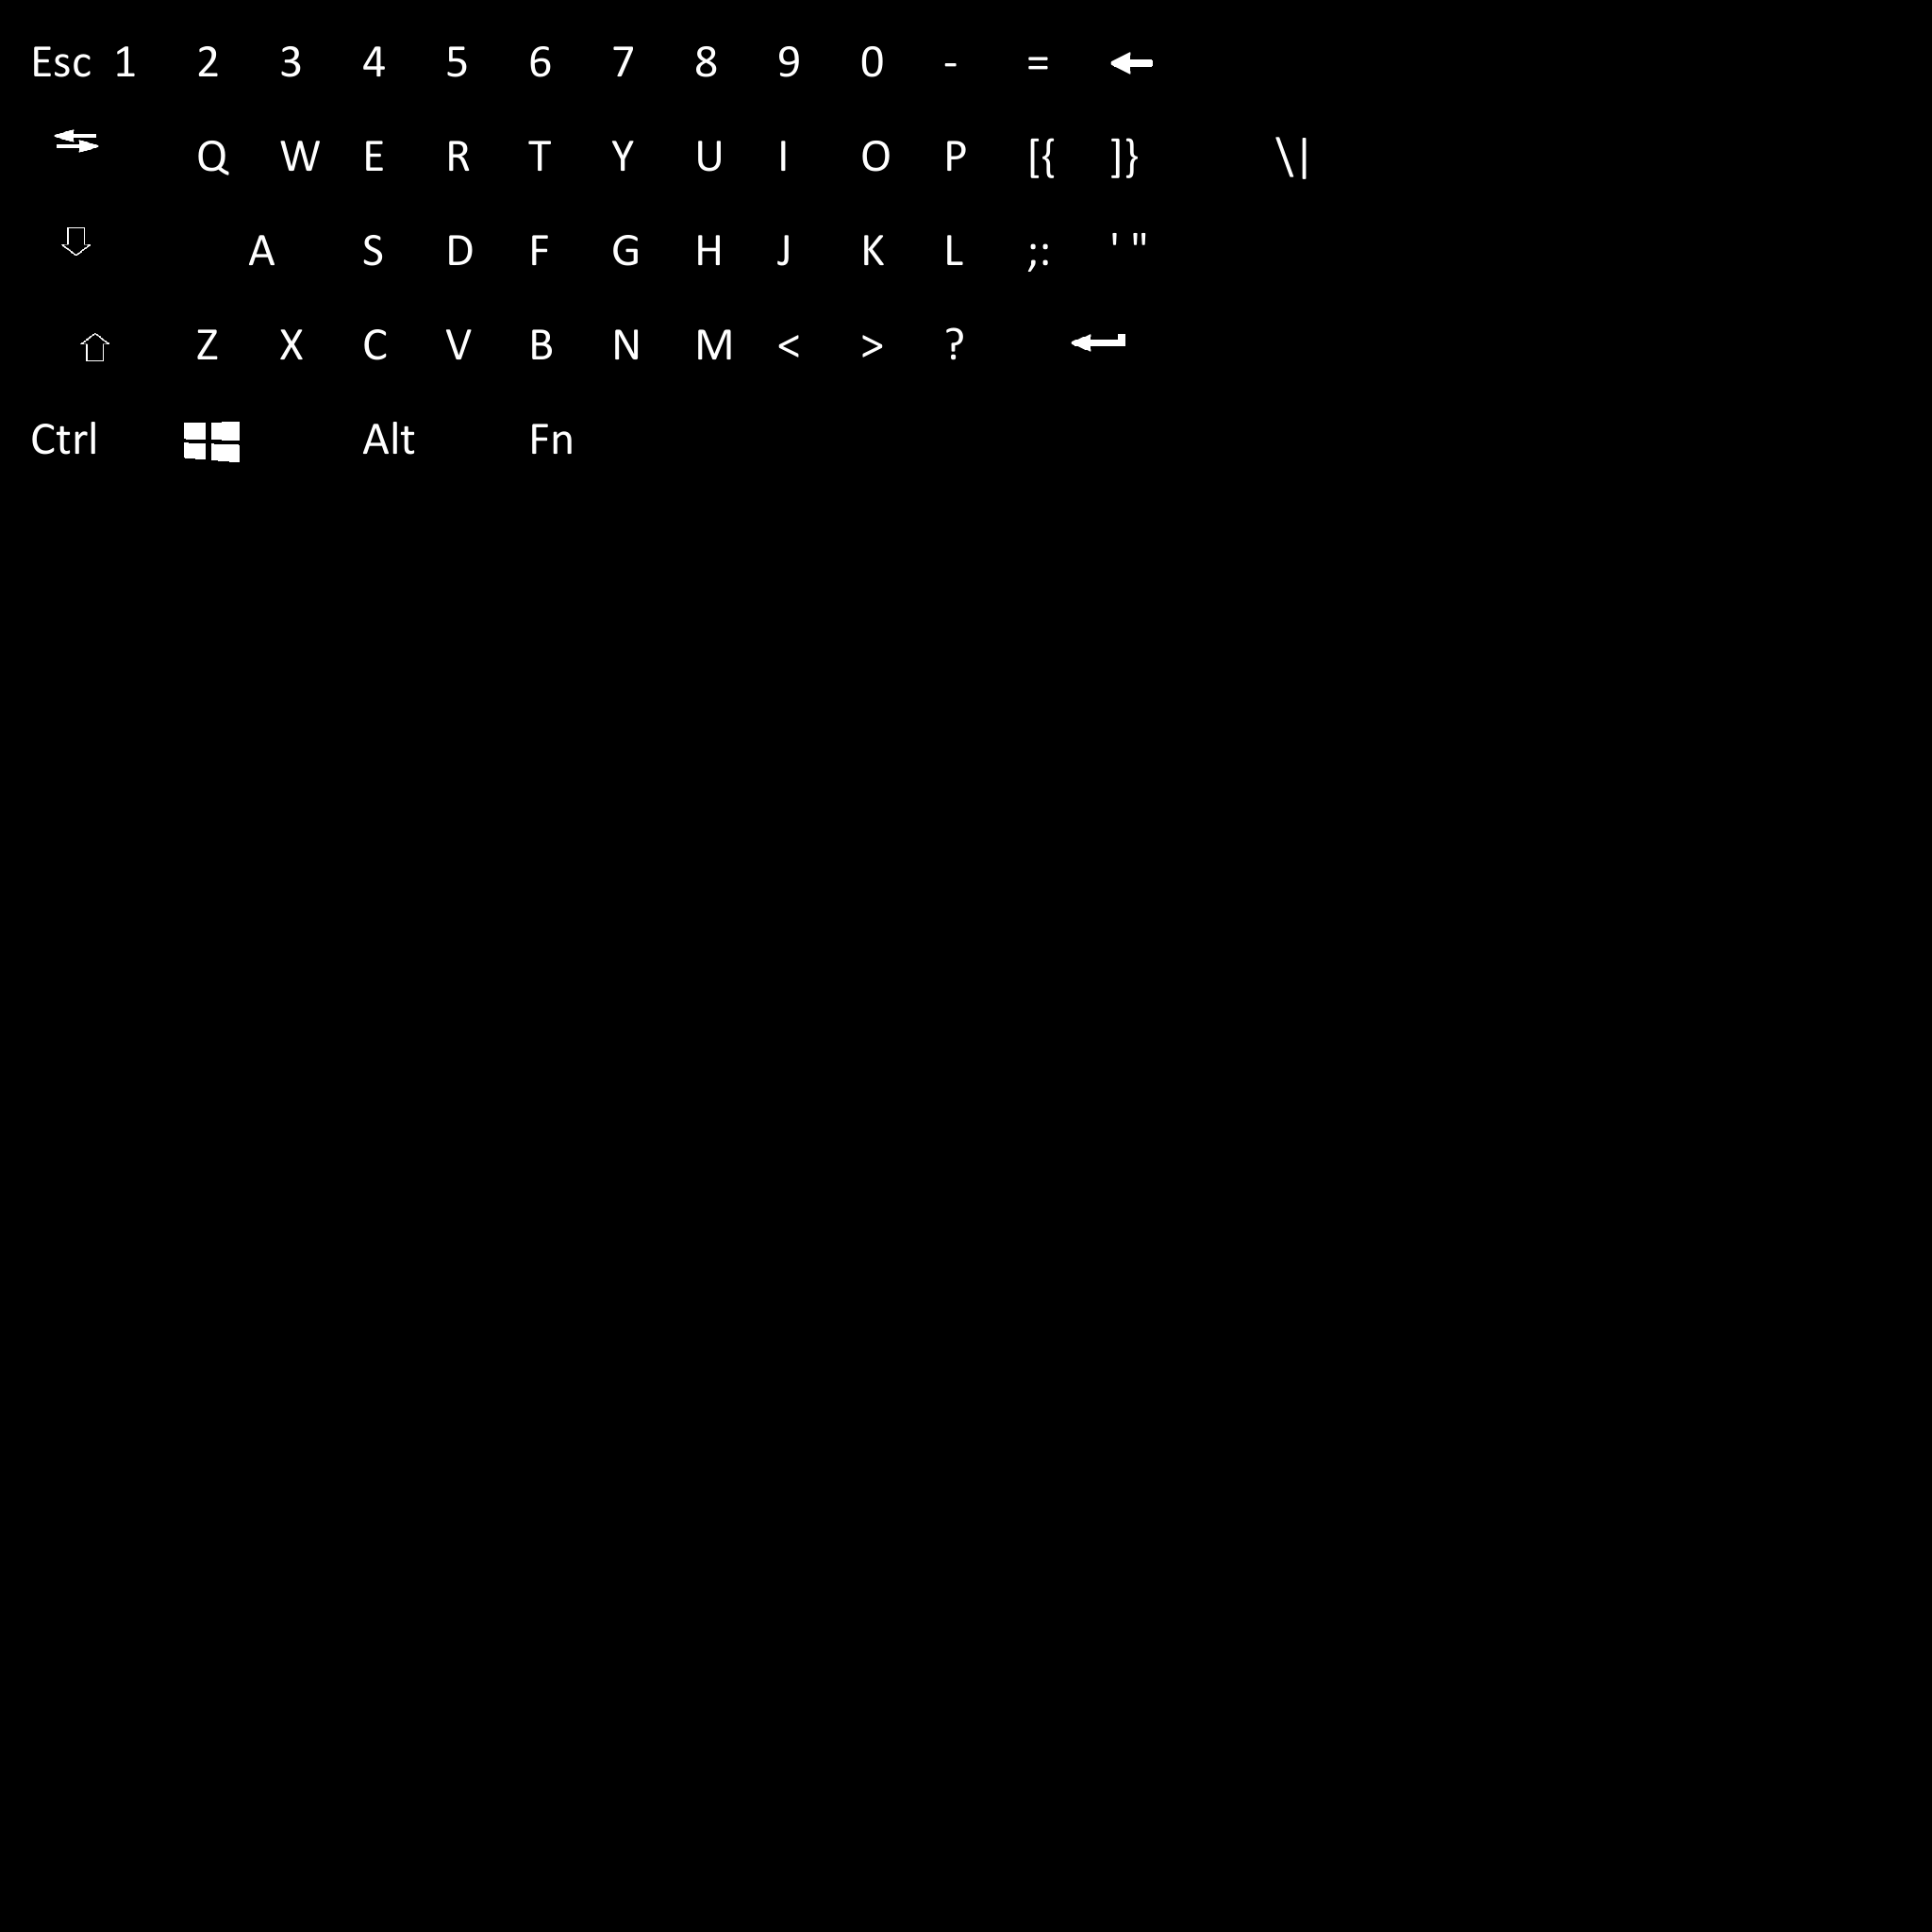 Esc 1 2 3 4 5 6 7 8 9 0 - =
Q W E R T Y U I O P [{ ]} \|
A S D F G H J K L ;: ' "
Z X C V B N M < > ?
Ctrl Alt Fn